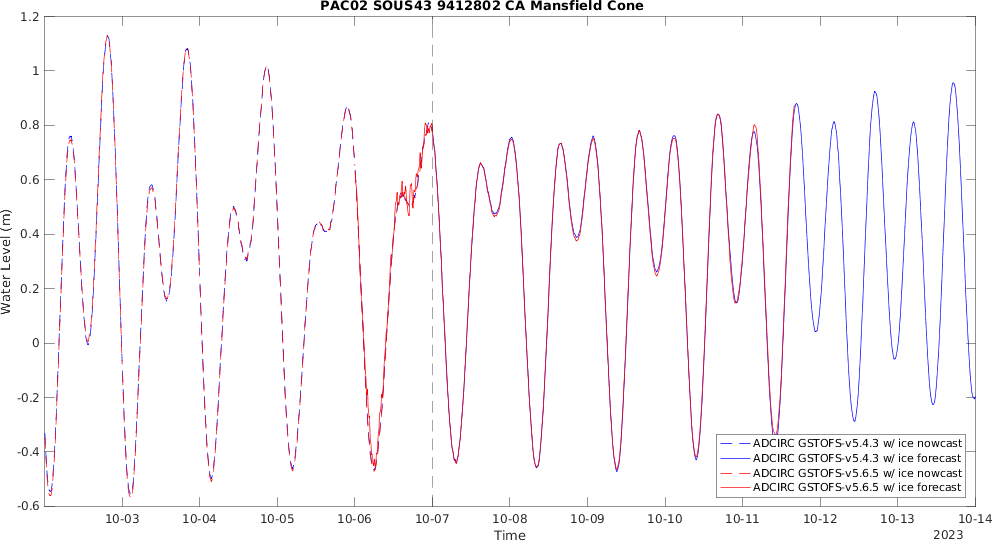 PAC02 SOUS43 9412802 CA Mansfield Cone
1.2
1
0.8
0.6
0.4
0.2
0
-0.2
-0.4
-0.6
Water Level (m)
ADCIRC GSTOFS-v5.4.3 w/ ice nowcast
ADCIRC GSTOFS-v5.4.3 w/ ice forecast
ADCIRC GSTOFS-v5.6.5 w/ ice nowcast
ADCIRC GSTOFS-v5.6.5 w/ ice forecast
10-03 10-04 10-05 10-06 10-07 10-08 10-09 10-10 10-11 10-12 10-13 10-14
Time
2023